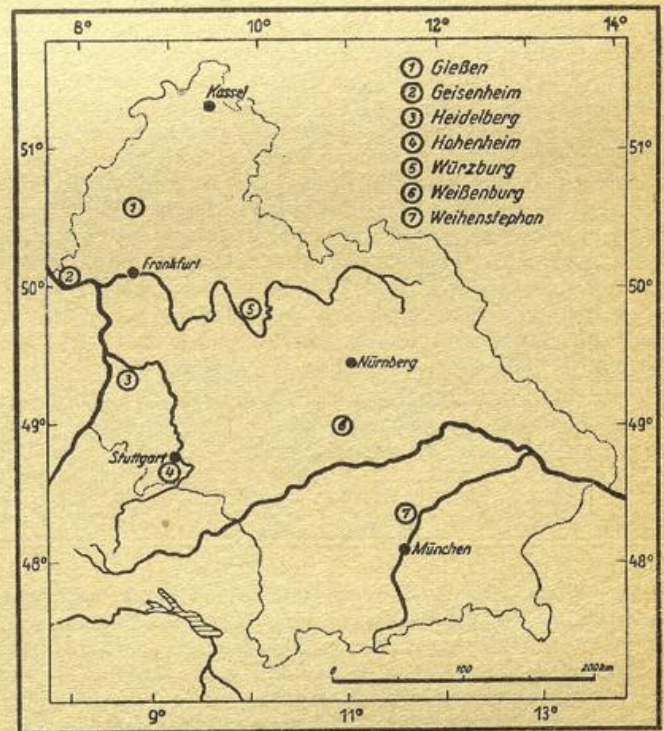 8° 10° 12° 14°
① Gießen
Kassel
② Geisenheim
③ Heidelberg
④ Hohenheim
51°
51°
⑤ Würzburg
⑥ Weißenburg
⑦ Weihenstephan
①
② Frankfurt
50°
50°
⑤
Nürnberg
③
49°
49°
⑥
Stuttgart
④
⑦
48°
München
48°
0 100 200 km
9° 11° 13°